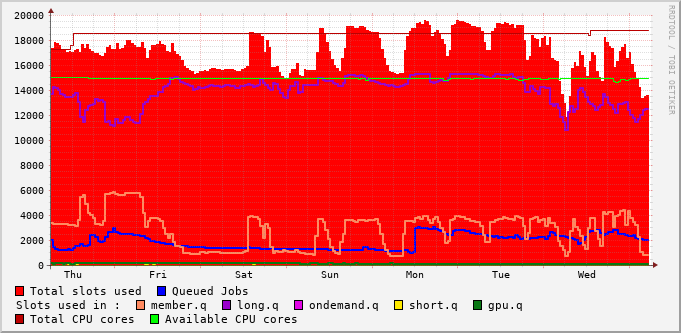 20000
18000
16000
14000
12000
10000
8000
6000
4000
2000
0
Thu Fri Sat Sun Mon Tue Wed
Total slots used Queued Jobs
Slots used in : member.q long.q ondemand.q short.q gpu.q
Total CPU cores Available CPU cores
RRDTOOL / TOBI OETIKER